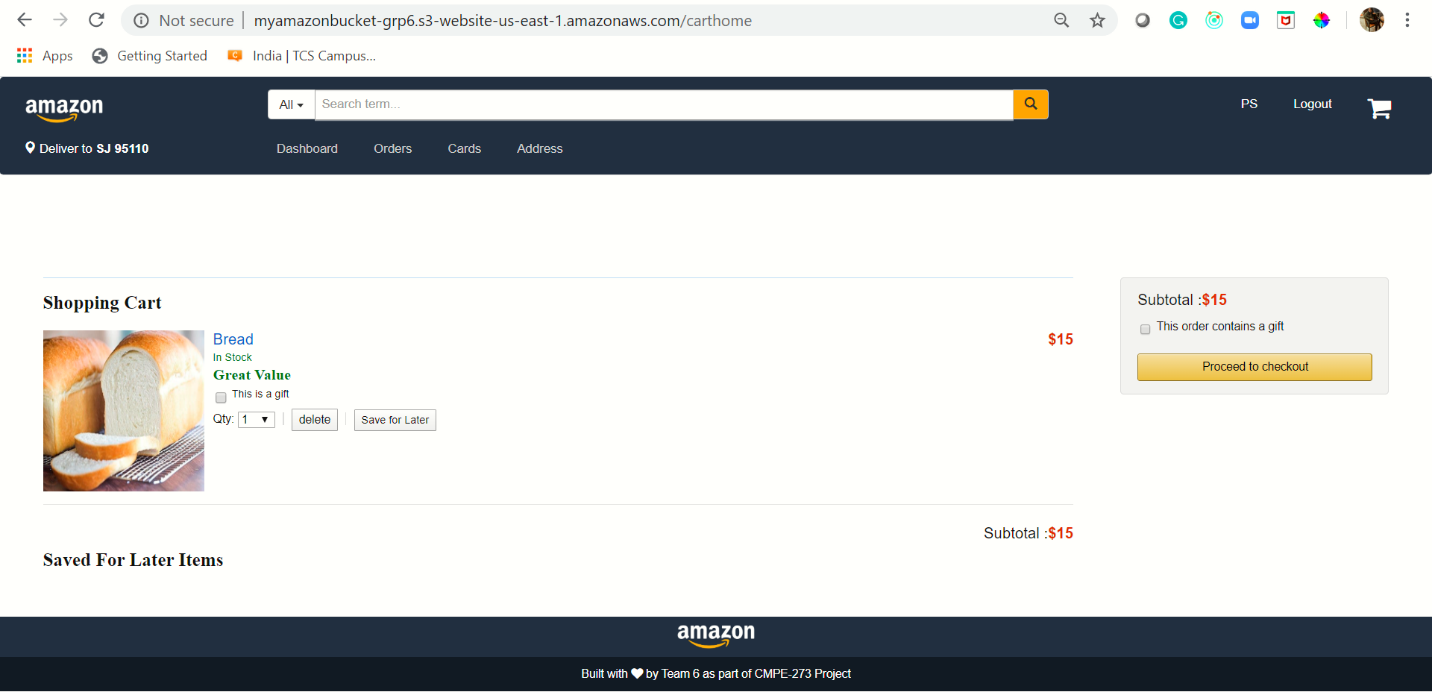 Not secure | myamazonbucket-grp6.s3-website-us-east-1.amazonaws.com/carthome
Apps Getting Started India | TCS Campus...
amazon All Search term... PS Logout
Deliver to SJ 95110 Dashboard Orders Cards Address
Shopping Cart
Subtotal :$15
This order contains a gift
Proceed to checkout
Bread $15
In Stock
Great Value
This is a gift
Qty: 1 delete Save for Later
Subtotal :$15
Saved For Later Items
amazon
Built with ♥ by Team 6 as part of CMPE-273 Project